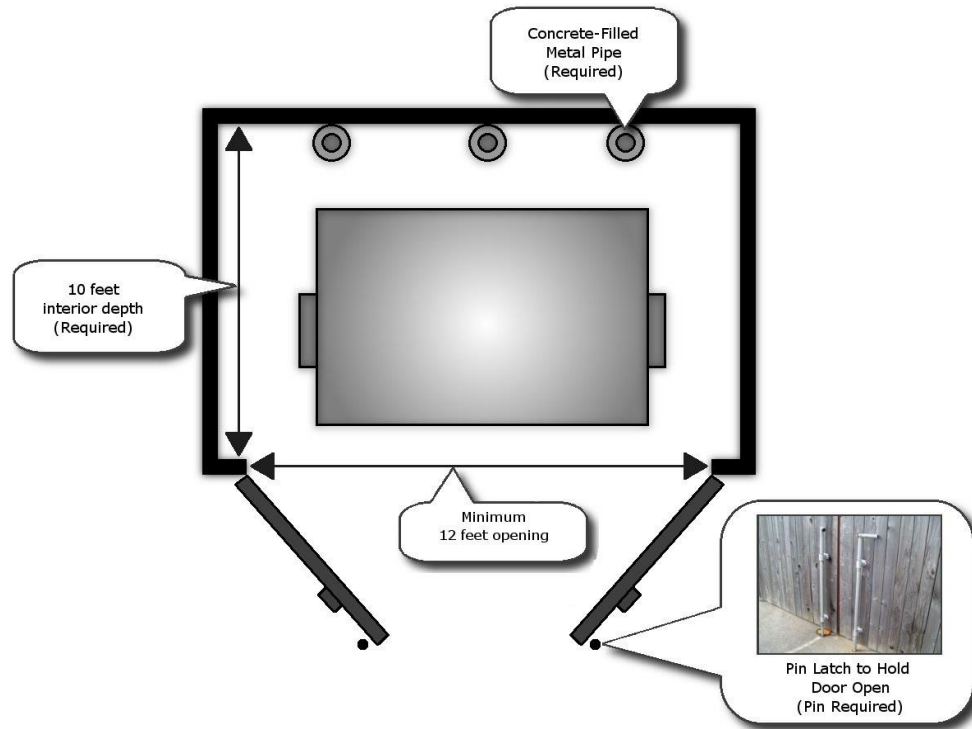 Concrete-Filled
Metal Pipe
(Required)
10 feet
interior depth
(Required)
Minimum
12 feet opening
Pin Latch to Hold
Door Open
(Pin Required)